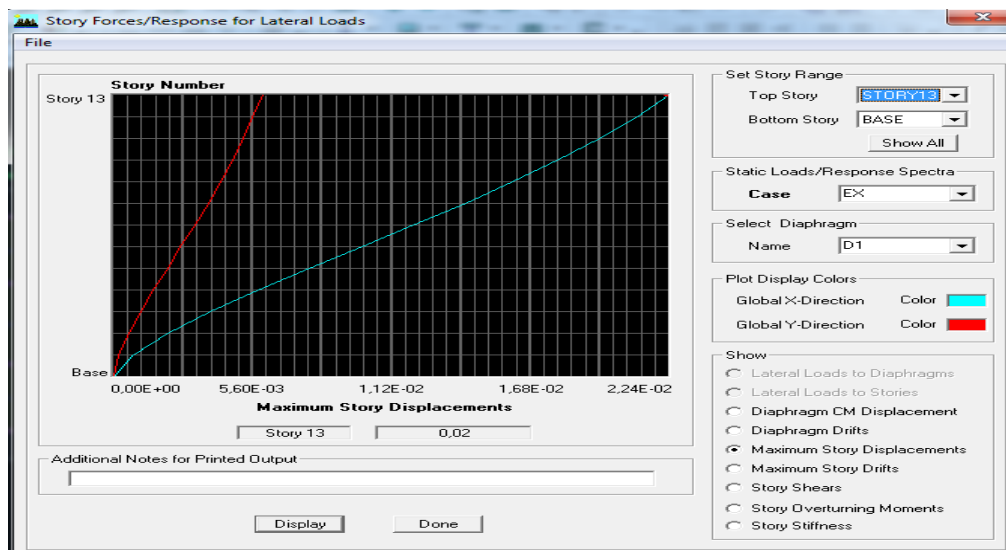 Story Forces/Response for Lateral Loads
File
Story Number
Story 13
Base
0,00E+00 5,60E-03 1,12E-02 1,68E-02 2,24E-02
Maximum Story Displacements
Story 13 0,02
Additional Notes for Printed Output
Display Done
Set Story Range
Top Story STORY13
Bottom Story BASE
Show All
Static Loads/Response Spectra
Case EX
Select Diaphragm
Name D1
Plot Display Colors
Global X-Direction Color
Global Y-Direction Color
Show
Lateral Loads to Diaphragms
Lateral Loads to Stories
Diaphragm CM Displacement
Diaphragm Drifts
Maximum Story Displacements
Maximum Story Drifts
Story Shears
Story Overturning Moments
Story Stiffness